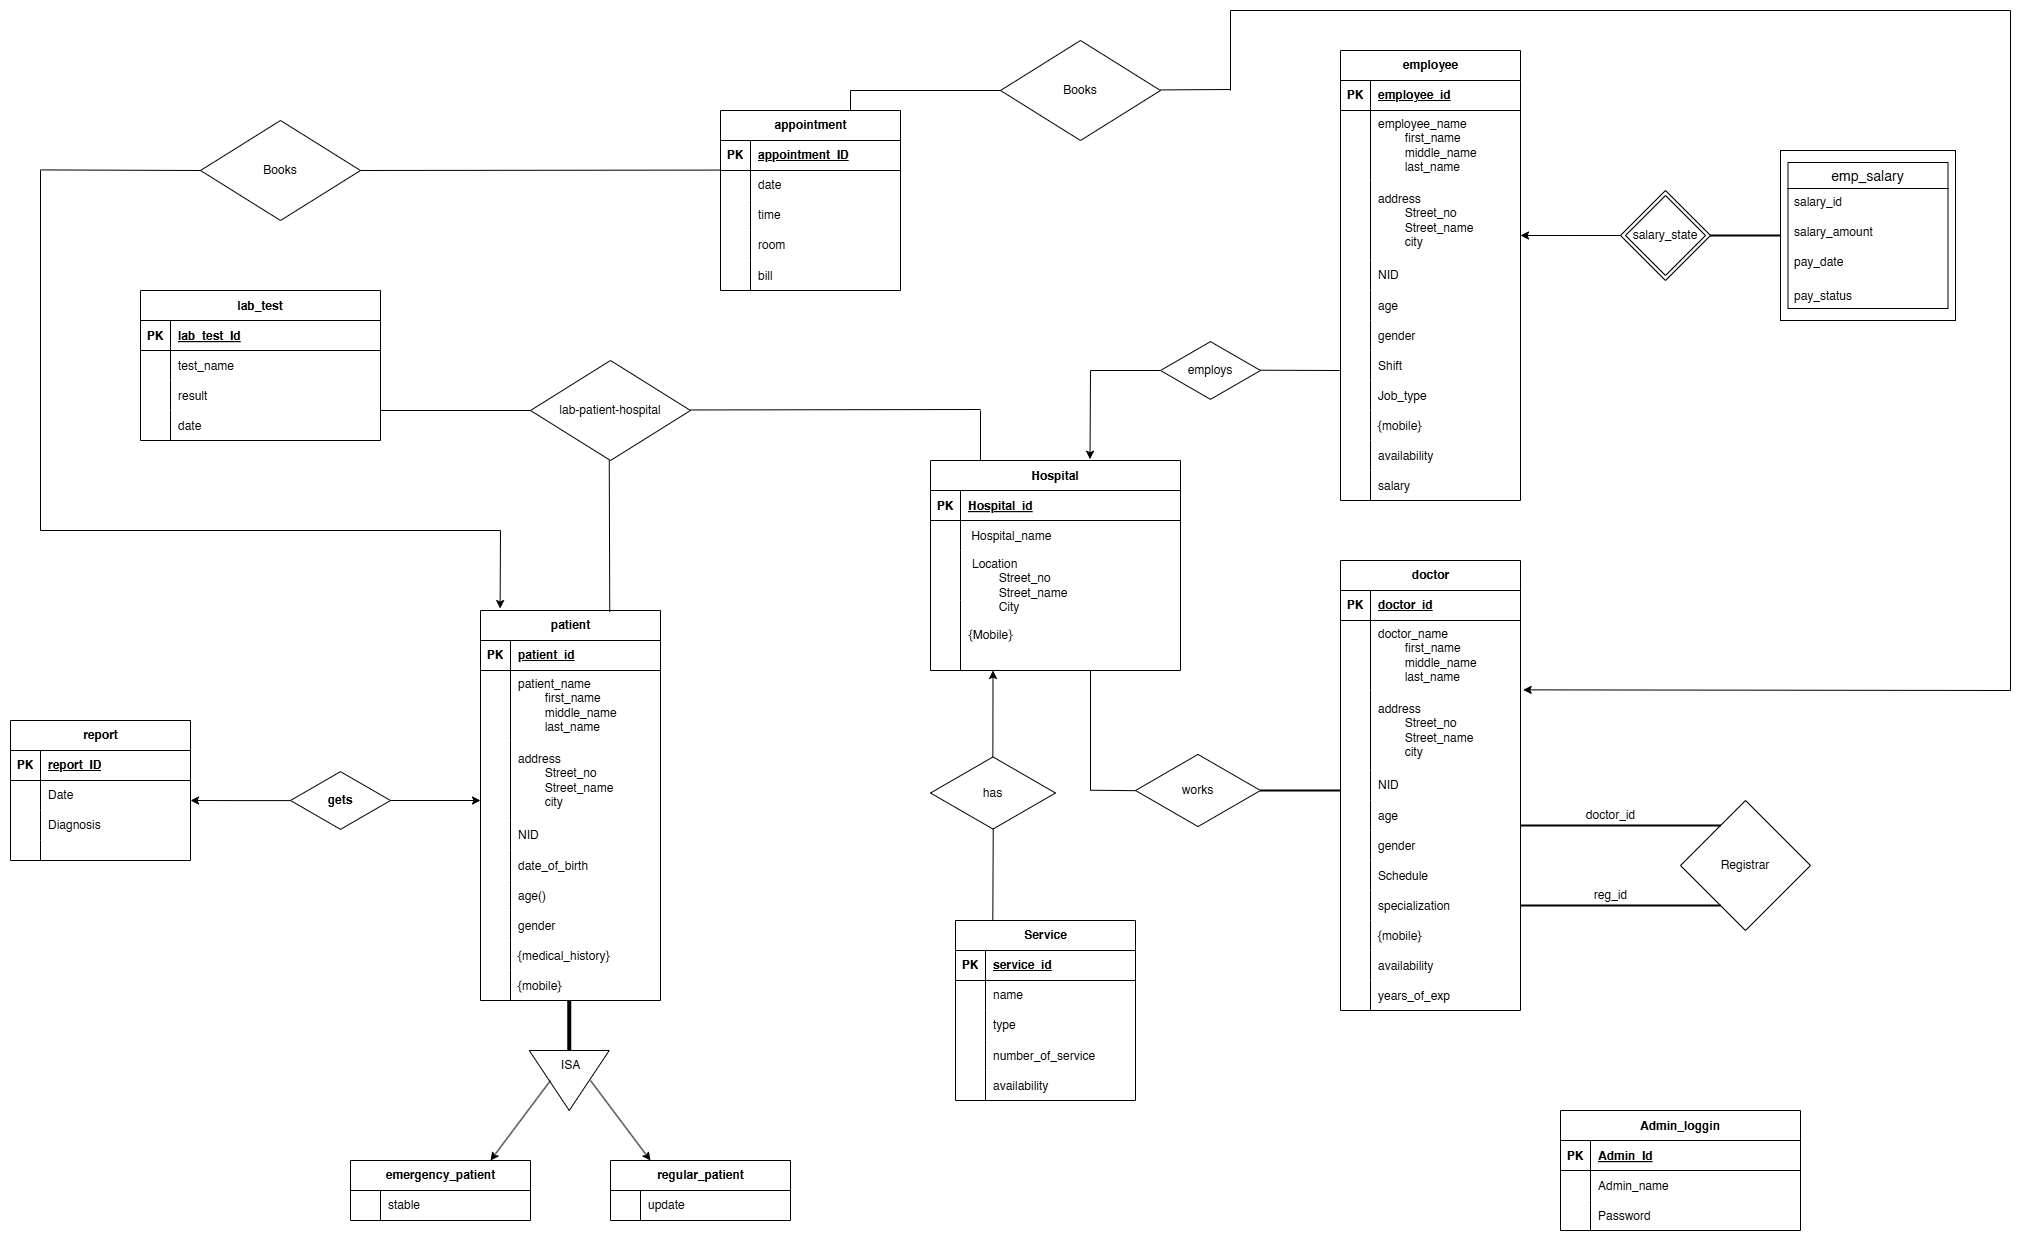 Books
employee
PK employee_id
employee_name
first_name
middle_name
last_name
address
Street_no
Street_name
city
NID
age
gender
Shift
Job_type
{mobile}
availability
salary
appointment
PK appointment_ID
date
time
room
bill
Books
salary_state
emp_salary
salary_id
salary_amount
pay_date
pay_status
lab_test
PK lab_test_Id
test_name
result
date
lab-patient-hospital
employs
Hospital
PK Hospital_id
Hospital_name
Location
Street_no
Street_name
City
{Mobile}
doctor
PK doctor_id
doctor_name
first_name
middle_name
last_name
address
Street_no
Street_name
city
NID
age
gender
Schedule
specialization
{mobile}
availability
years_of_exp
patient
PK patient_id
patient_name
first_name
middle_name
last_name
address
Street_no
Street_name
city
NID
date_of_birth
age()
gender
{medical_history}
{mobile}
report
PK report_ID
Date
Diagnosis
gets
has
works
doctor_id
Registrar
reg_id
Service
PK service_id
name
type
number_of_service
availability
ISA
emergency_patient
stable
regular_patient
update
Admin_loggin
PK Admin_Id
Admin_name
Password